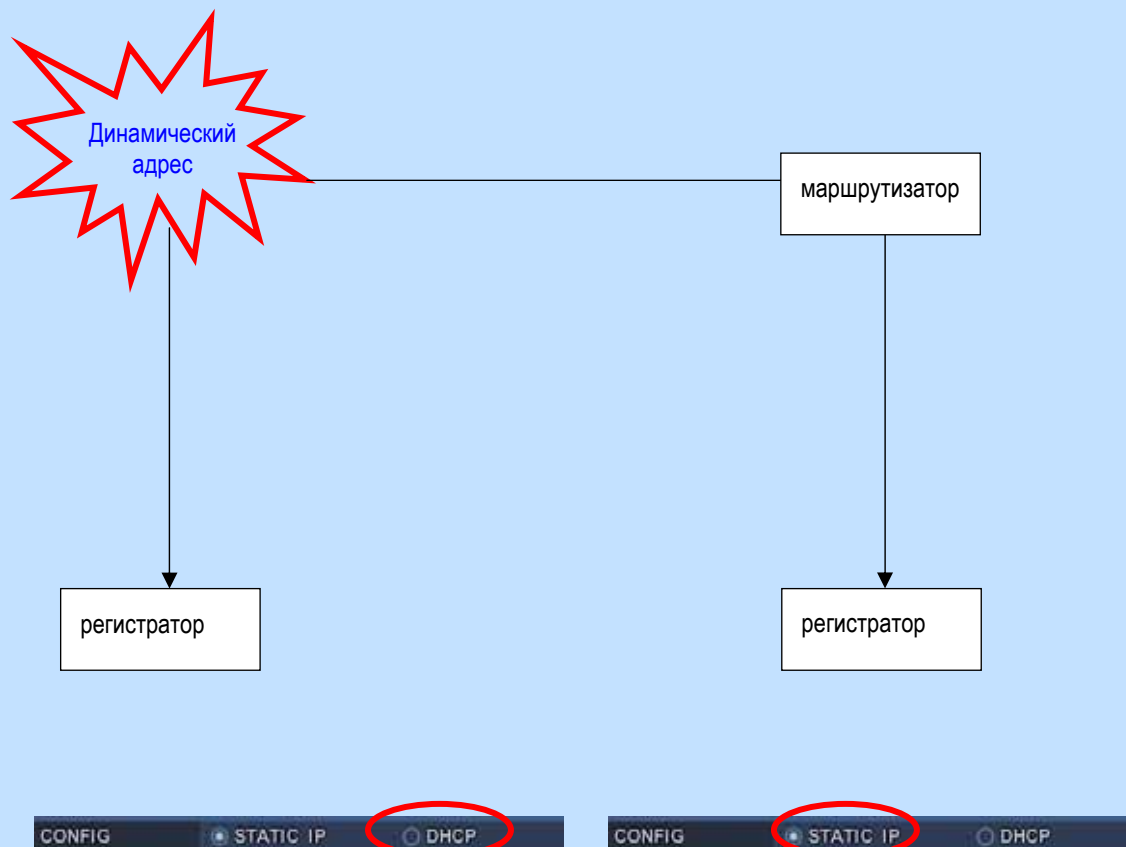 Динамический
адрес
маршрутизатор
регистратор
регистратор
CONFIG STATIC IP DHCP
CONFIG STATIC IP DHCP